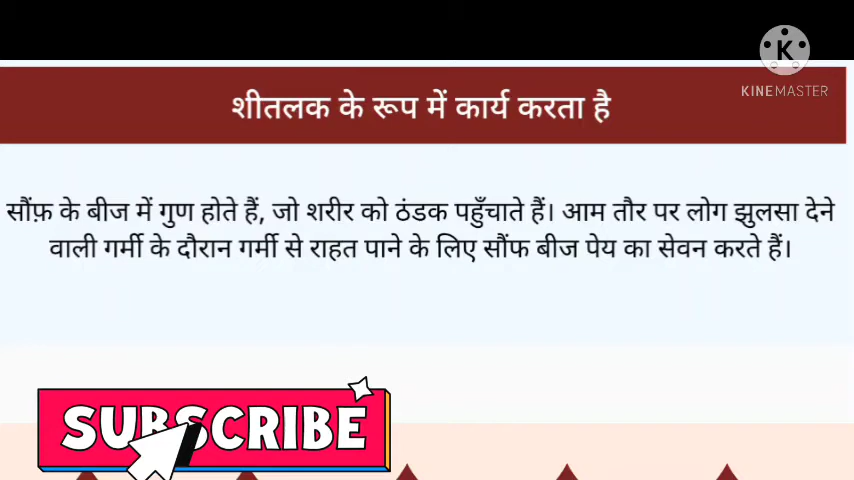 K
KINEMASTER
शीतलक के रूप में कार्य करता है
सौंफ़ के बीज में गुण होते हैं, जो शरीर को ठंडक पहुँचाते हैं। आम तौर पर लोग झुलसा देने
वाली गर्मी के दौरान गर्मी से राहत पाने के लिए सौंफ बीज पेय का सेवन करते हैं।
SUBSCRIBE